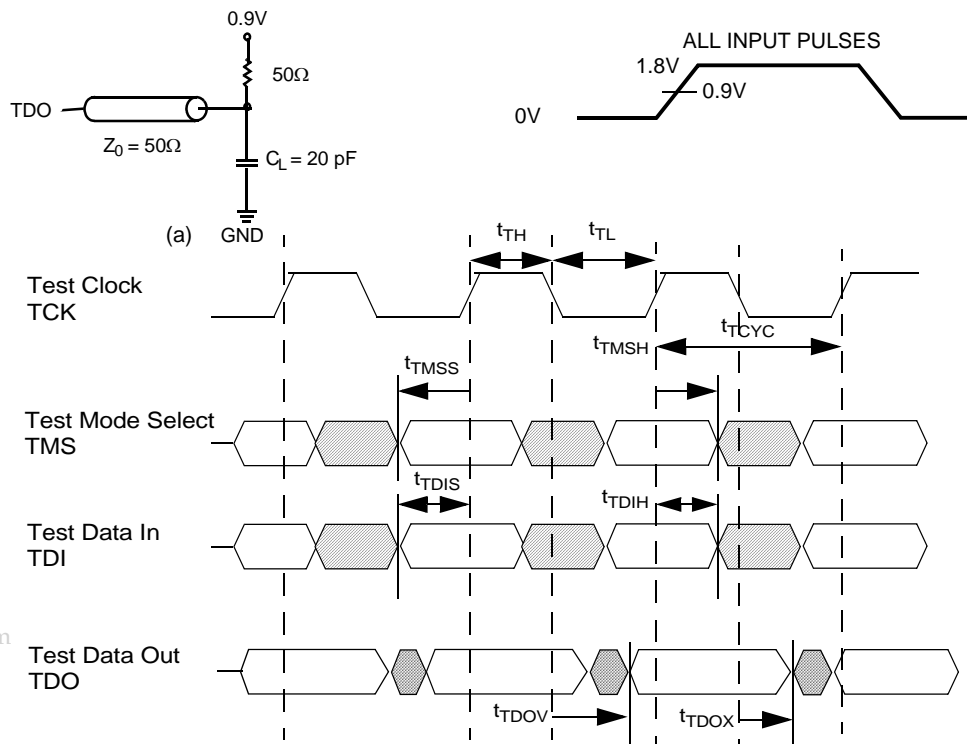 0.9V
50Ω
TDO
Z0 = 50Ω
CL = 20 pF
(a)
GND
ALL INPUT PULSES
1.8V
0.9V
0V
tTH
tTL
Test Clock
TCK
tTCYC
tTMSH
tTMSS
Test Mode Select
TMS
tTDIS
tTDIH
Test Data In
TDI
m
Test Data Out
TDO
tTDOV
tTDOX